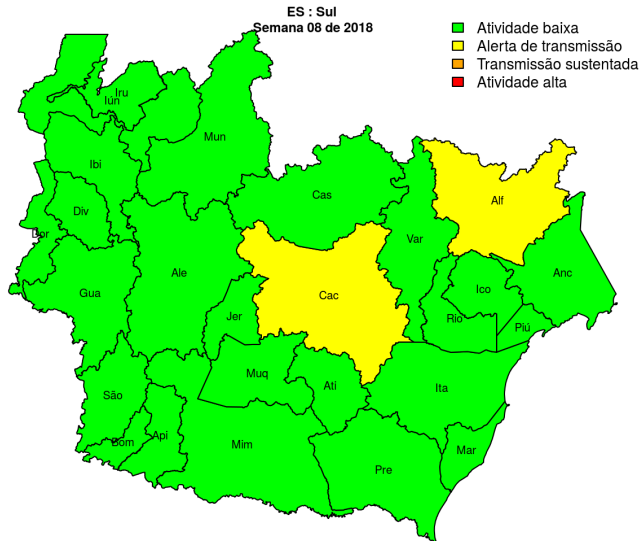 ES : Sul
Semana 08 de 2018
Atividade baixa
Alerta de transmissão
Transmissão sustentada
Atividade alta
Iru
Iún
Mun
Ibi
Cas
Alf
Div
Dor
Var
Ale
Anc
Gua
Cac
Ico
Jer
Rio
Piú
Muq
Ati
Ita
São
Api
Bom
Mim
Mar
Pre